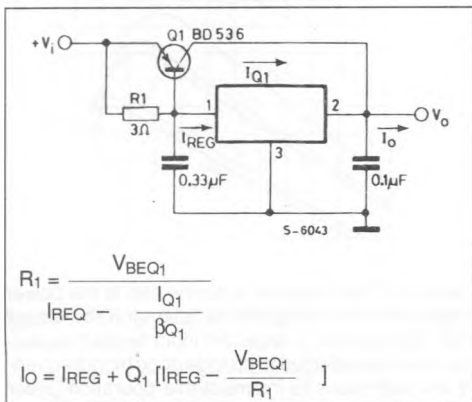 Q1 BD536
+Vi
IQ1
R1
3Ω
1
2
Vo
IREG
3
Io
0.33µF
0.1µF
S-6043
R1 = VBEQ1 / IREQ − IQ1 / βQ1
IO = IREG + Q1 [IREG − VBEQ1 / R1 ]